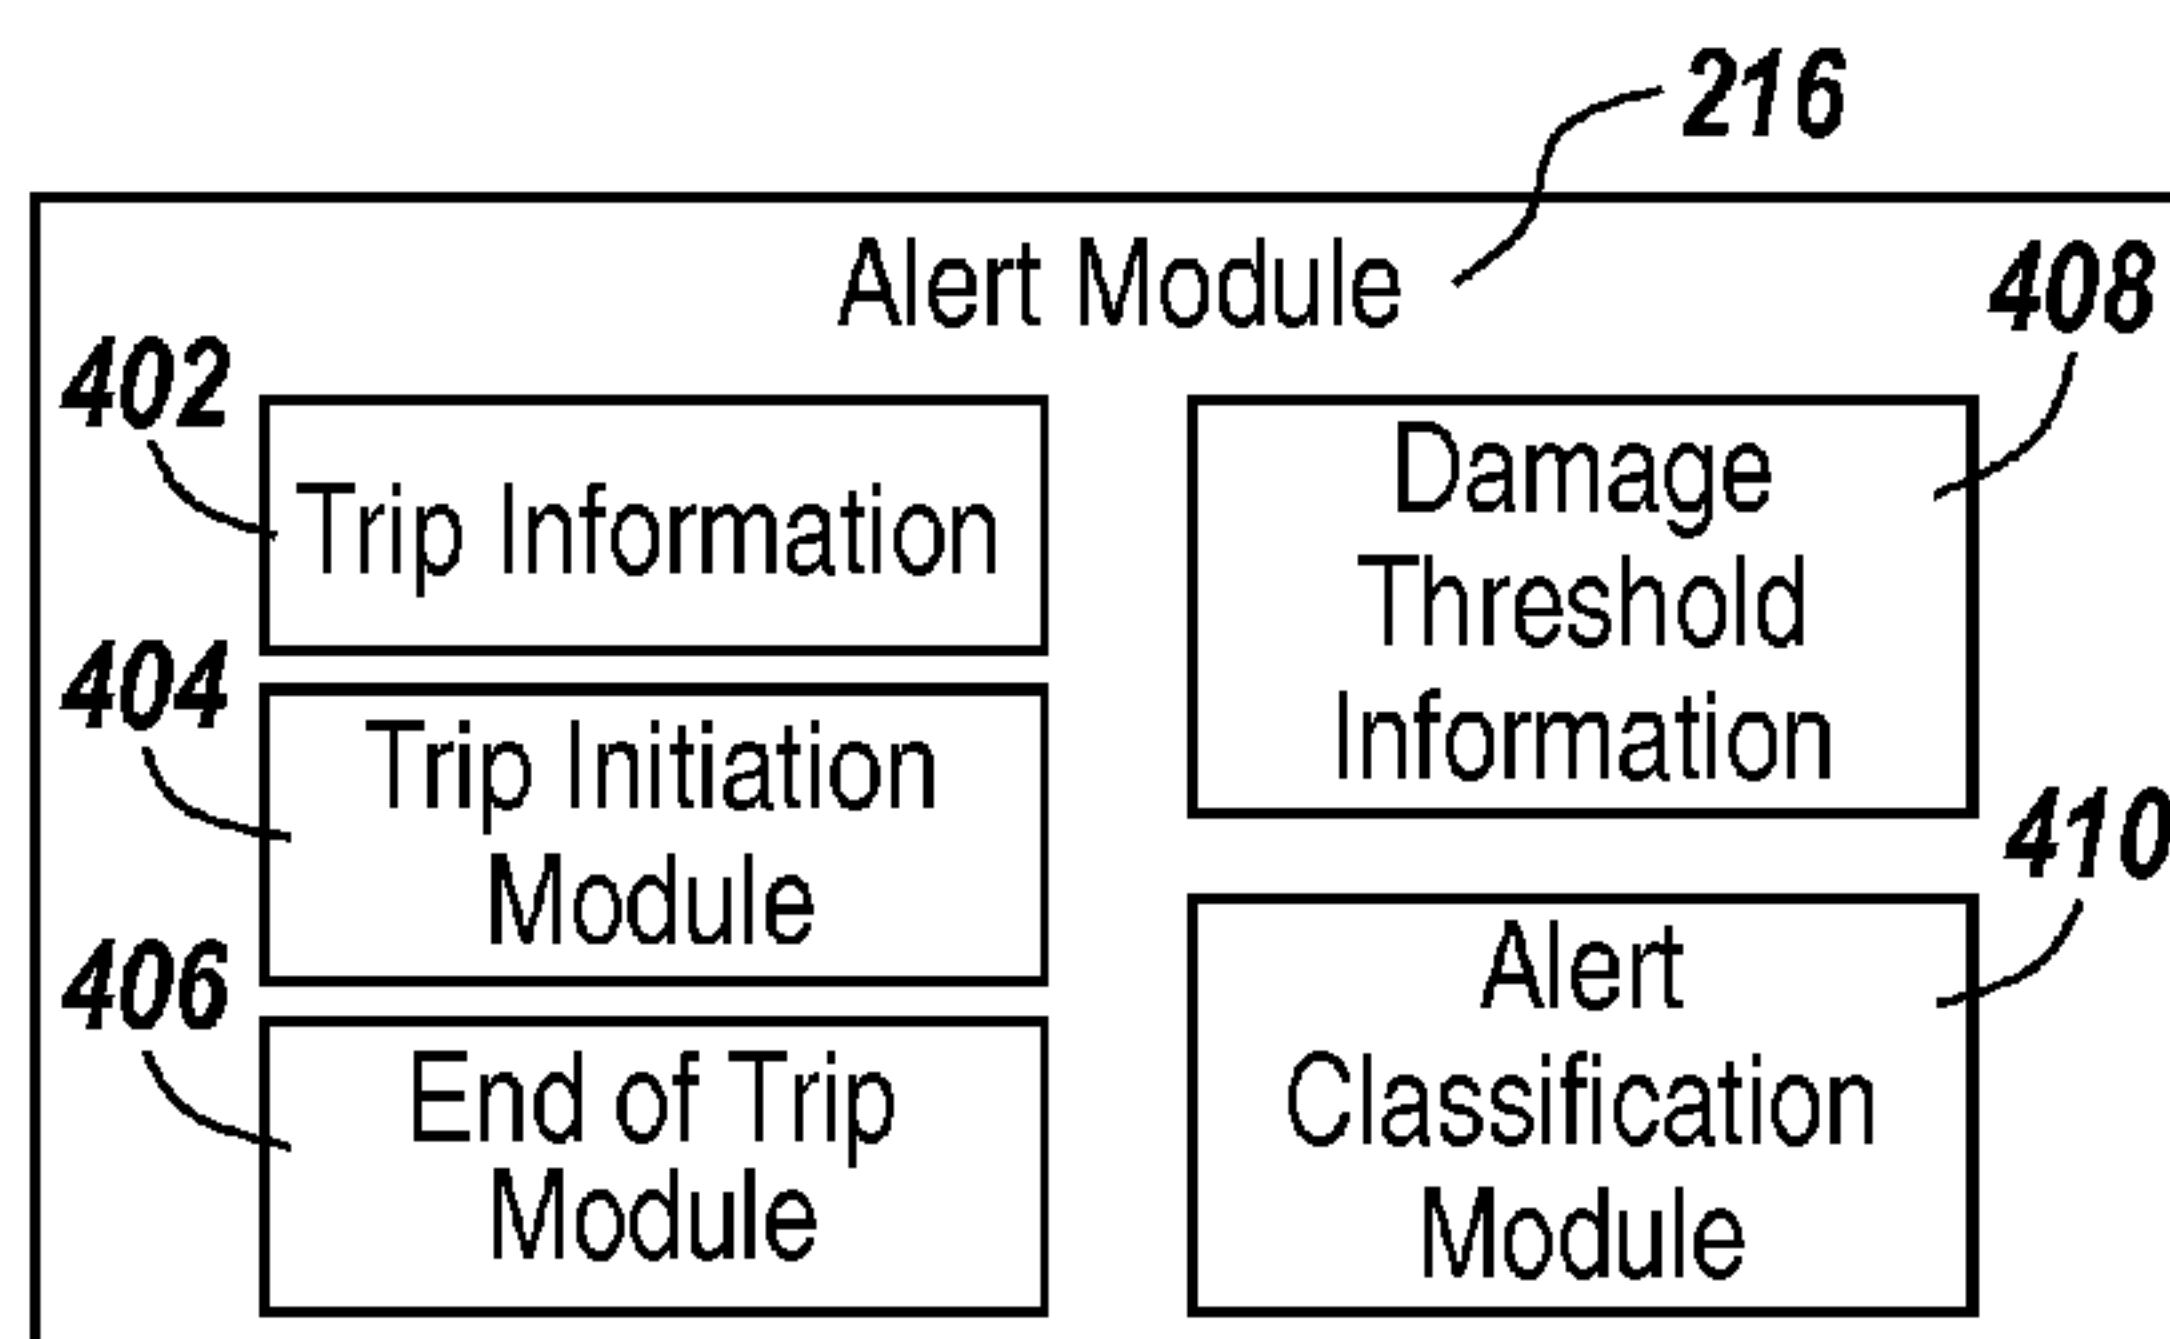 216
Alert Module
402
Trip Information
404
Trip Initiation
Module
406
End of Trip
Module
408
Damage
Threshold
Information
410
Alert
Classification
Module